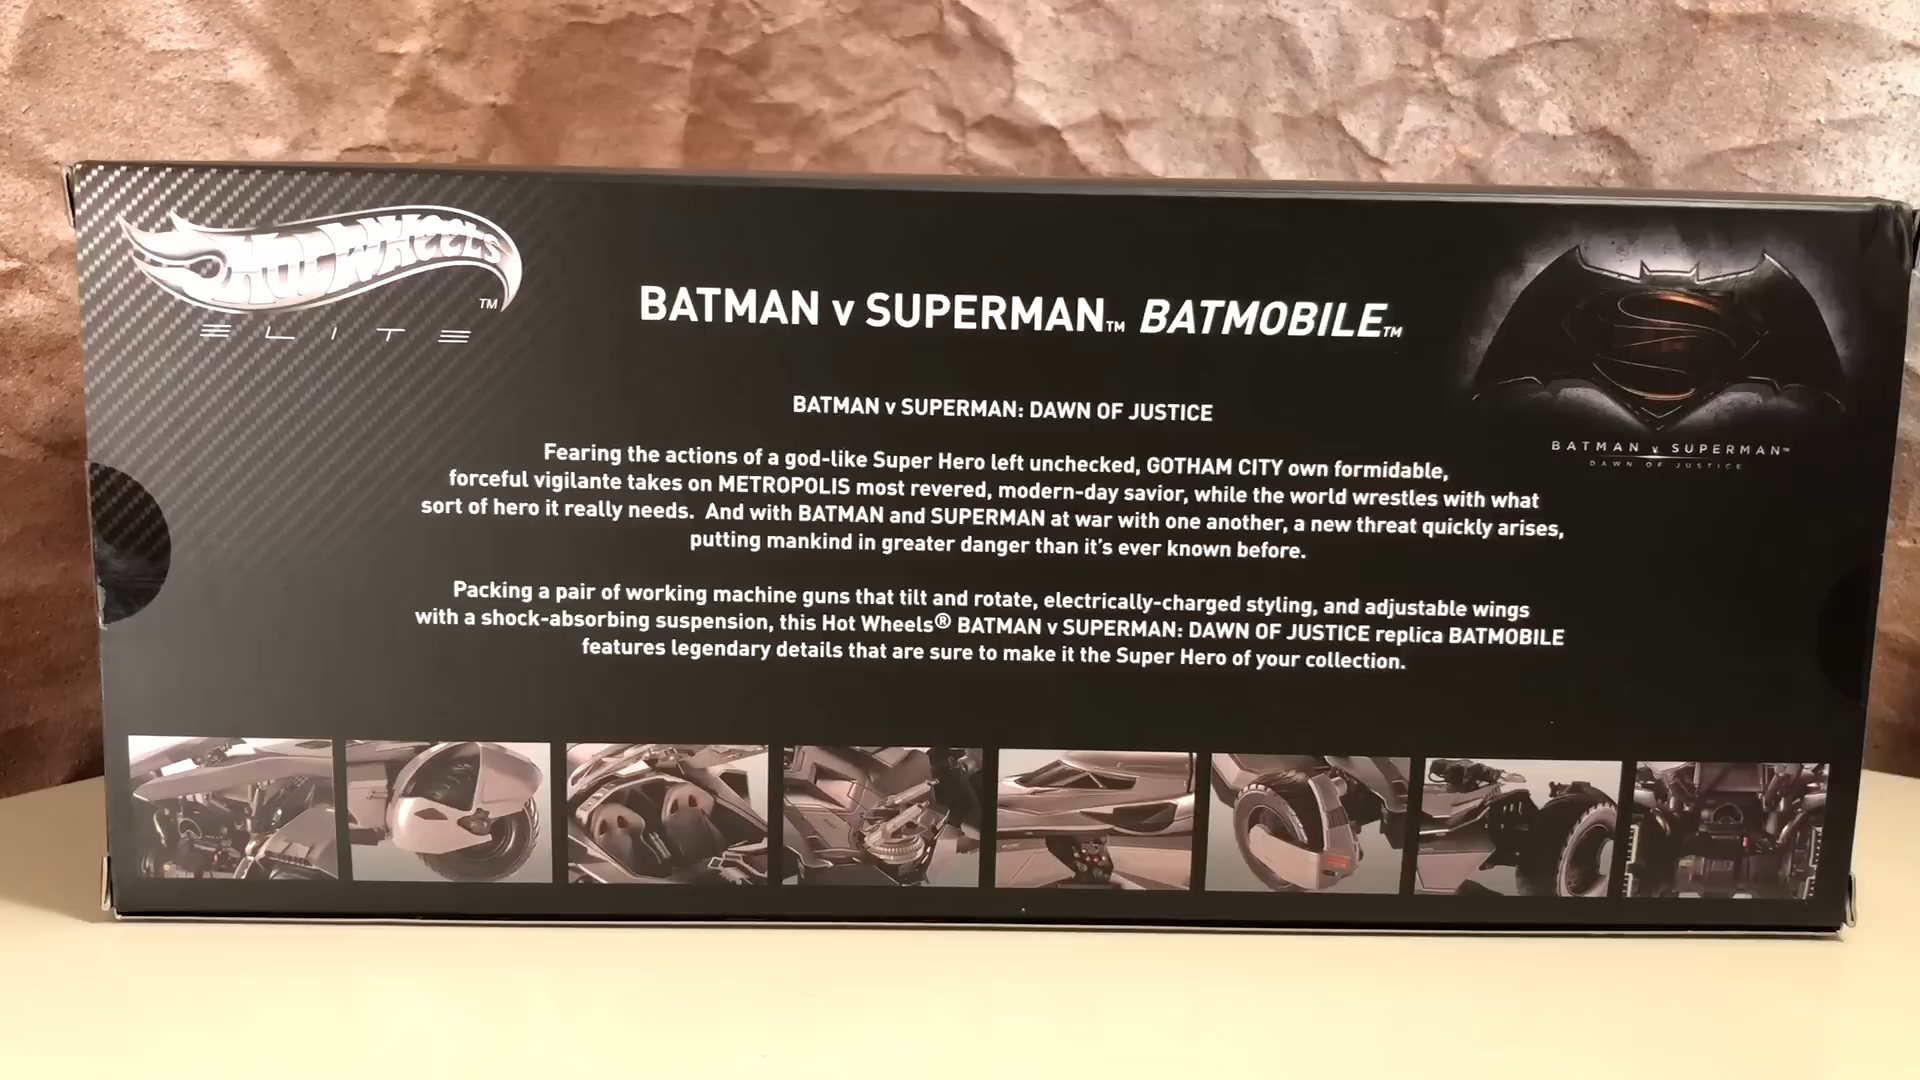 HOT WHEELS™
ELITE
BATMAN v SUPERMAN™ BATMOBILE™
BATMAN v SUPERMAN: DAWN OF JUSTICE
Fearing the actions of a god-like Super Hero left unchecked, GOTHAM CITY own formidable,
forceful vigilante takes on METROPOLIS most revered, modern-day savior, while the world wrestles with what
sort of hero it really needs. And with BATMAN and SUPERMAN at war with one another, a new threat quickly arises,
putting mankind in greater danger than it's ever known before.
Packing a pair of working machine guns that tilt and rotate, electrically-charged styling, and adjustable wings
with a shock-absorbing suspension, this Hot Wheels® BATMAN v SUPERMAN: DAWN OF JUSTICE replica BATMOBILE
features legendary details that are sure to make it the Super Hero of your collection.
BATMAN v SUPERMAN™
DAWN OF JUSTICE